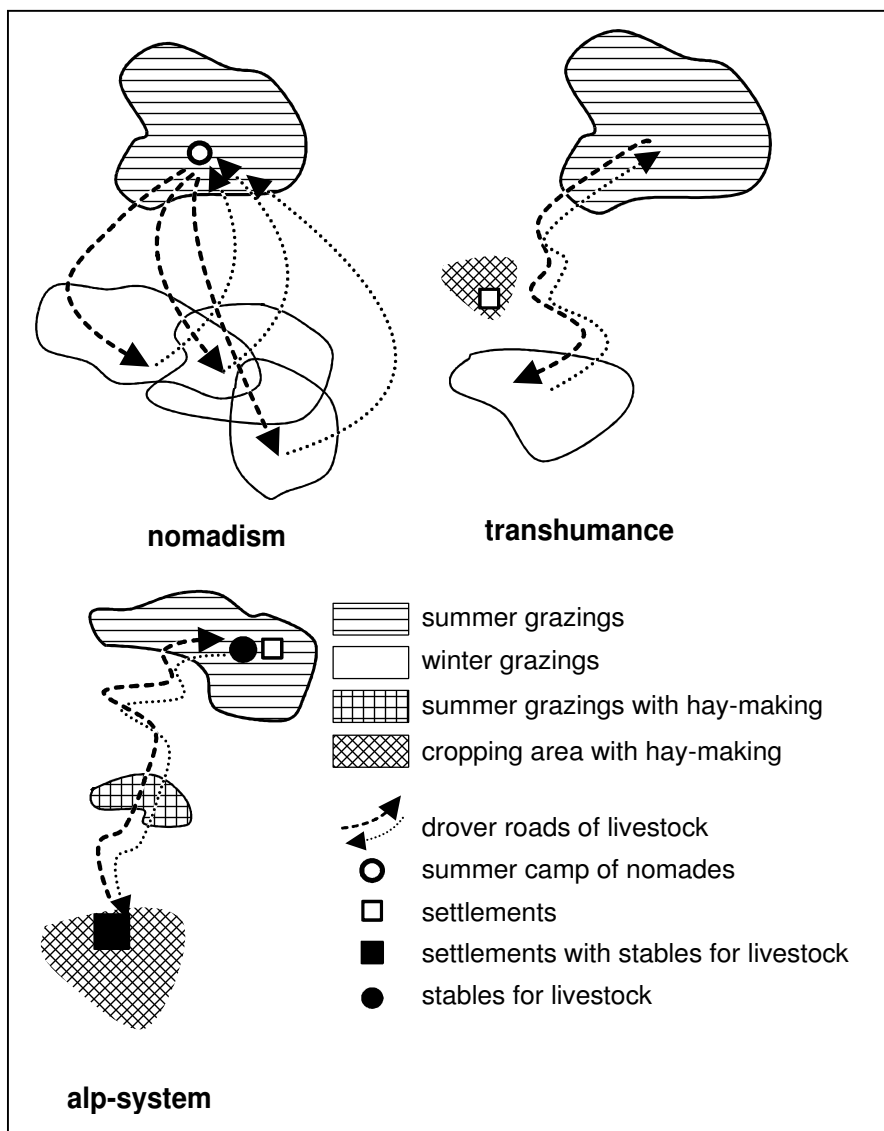 nomadism
transhumance
summer grazings
winter grazings
summer grazings with hay-making
cropping area with hay-making
drover roads of livestock
summer camp of nomades
settlements
settlements with stables for livestock
stables for livestock
alp-system